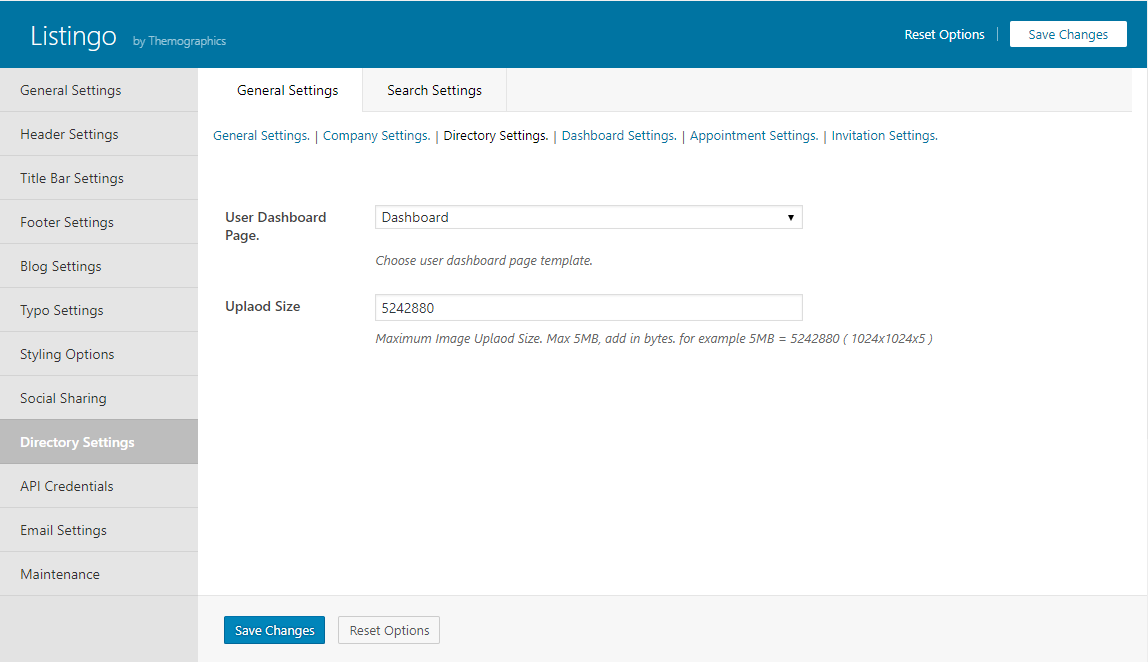 Listingo by Themographics
Reset Options | Save Changes
General Settings
Header Settings
Title Bar Settings
Footer Settings
Blog Settings
Typo Settings
Styling Options
Social Sharing
Directory Settings
API Credentials
Email Settings
Maintenance
General Settings Search Settings
General Settings. | Company Settings. | Directory Settings. | Dashboard Settings. | Appointment Settings. | Invitation Settings.
User Dashboard
Page.
Dashboard
Choose user dashboard page template.
Uplaod Size
5242880
Maximum Image Uplaod Size. Max 5MB, add in bytes. for example 5MB = 5242880 ( 1024x1024x5 )
Save Changes Reset Options